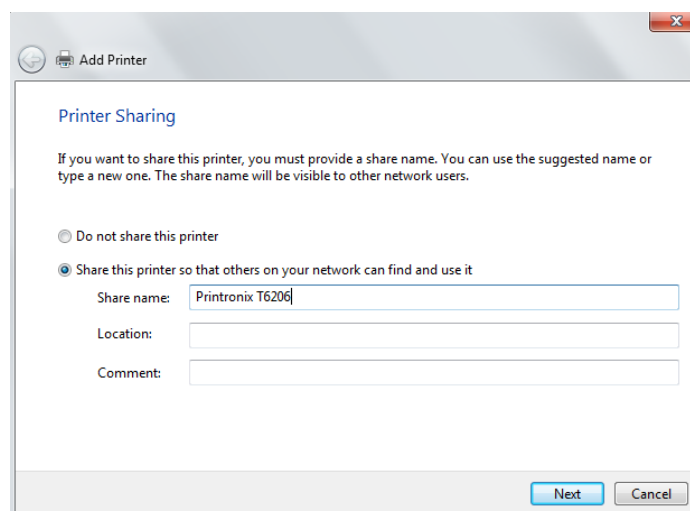 Add Printer
Printer Sharing
If you want to share this printer, you must provide a share name. You can use the suggested name or
type a new one. The share name will be visible to other network users.
Do not share this printer
Share this printer so that others on your network can find and use it
Share name: Printronix T6206
Location:
Comment:
Next Cancel